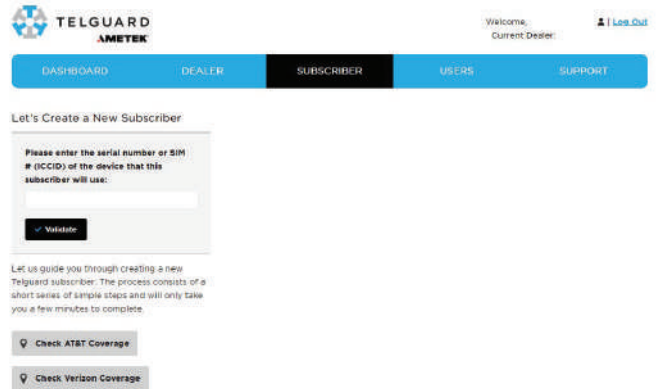 TELGUARD
AMETEK
Welcome,
Current Dealer:
| Log Out
DASHBOARD DEALER SUBSCRIBER USERS SUPPORT
Let's Create a New Subscriber
Please enter the serial number or SIM
# (ICCID) of the device that this
subscriber will use:
✓ Validate
Let us guide you through creating a new
Telguard subscriber. The process consists of a
short series of simple steps and will only take
you a few minutes to complete.
Check AT&T Coverage
Check Verizon Coverage